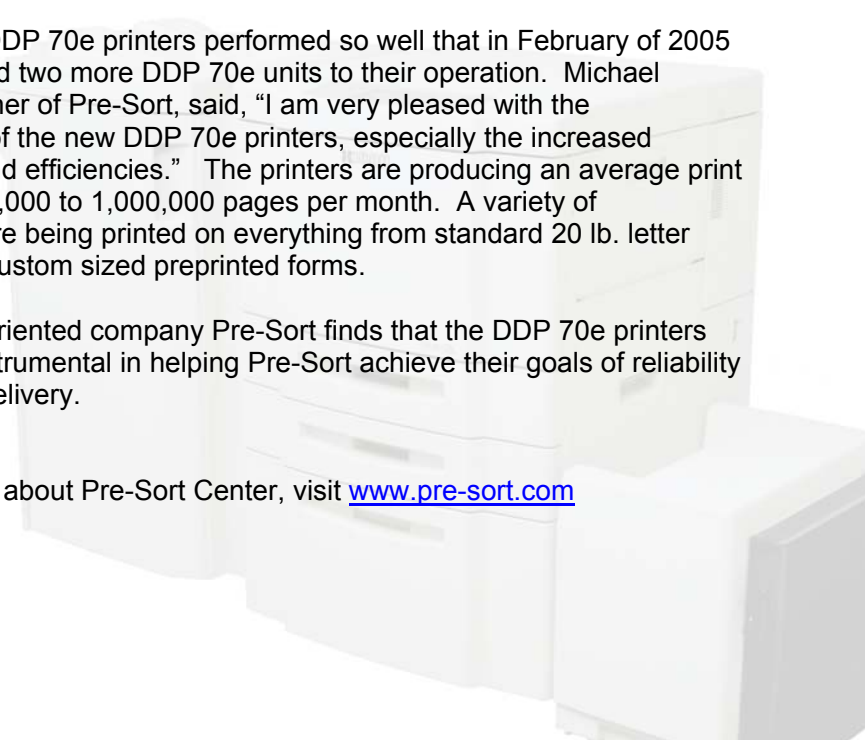 DDP 70e printers performed so well that in February of 2005
d two more DDP 70e units to their operation.  Michael
ner of Pre-Sort, said, “I am very pleased with the
of the new DDP 70e printers, especially the increased
nd efficiencies.”   The printers are producing an average print
,000 to 1,000,000 pages per month.  A variety of
re being printed on everything from standard 20 lb. letter
custom sized preprinted forms.
riented company Pre-Sort finds that the DDP 70e printers
strumental in helping Pre-Sort achieve their goals of reliability
elivery.
about Pre-Sort Center, visit www.pre-sort.com